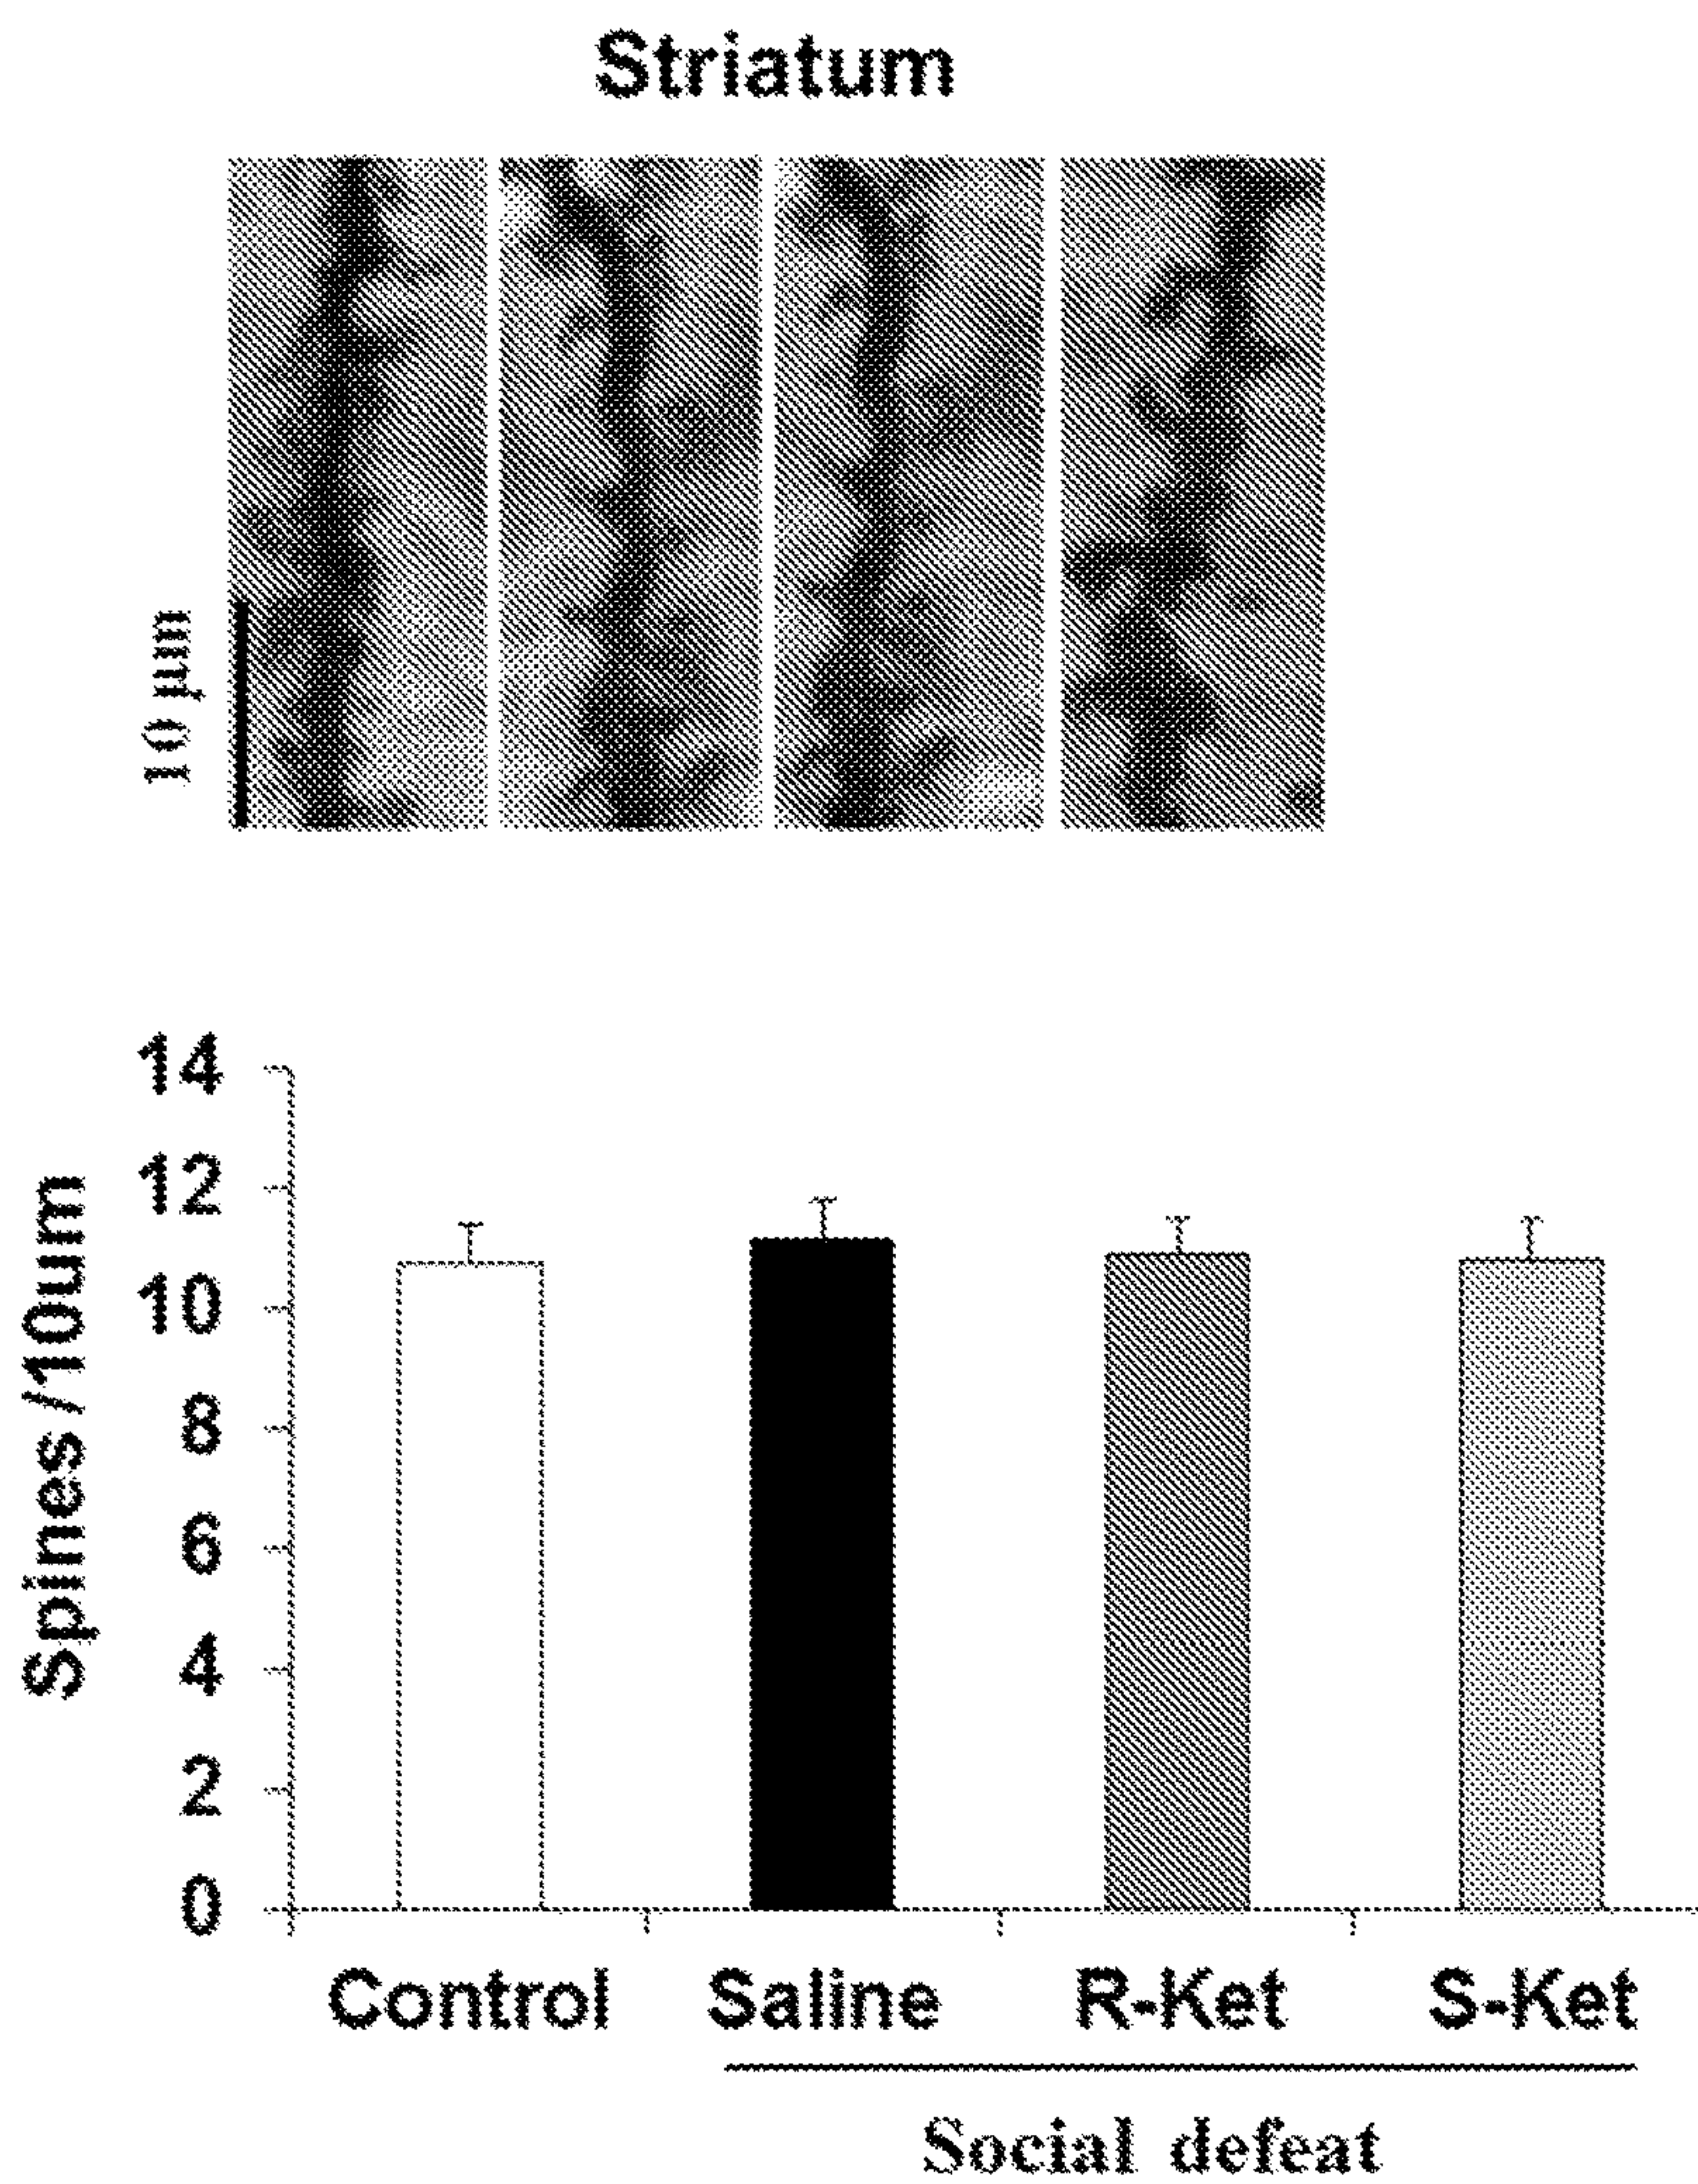 Striatum
10 µm
Spines /10um
14
12
10
8
6
4
2
0
Control Saline R-Ket S-Ket
Social defeat